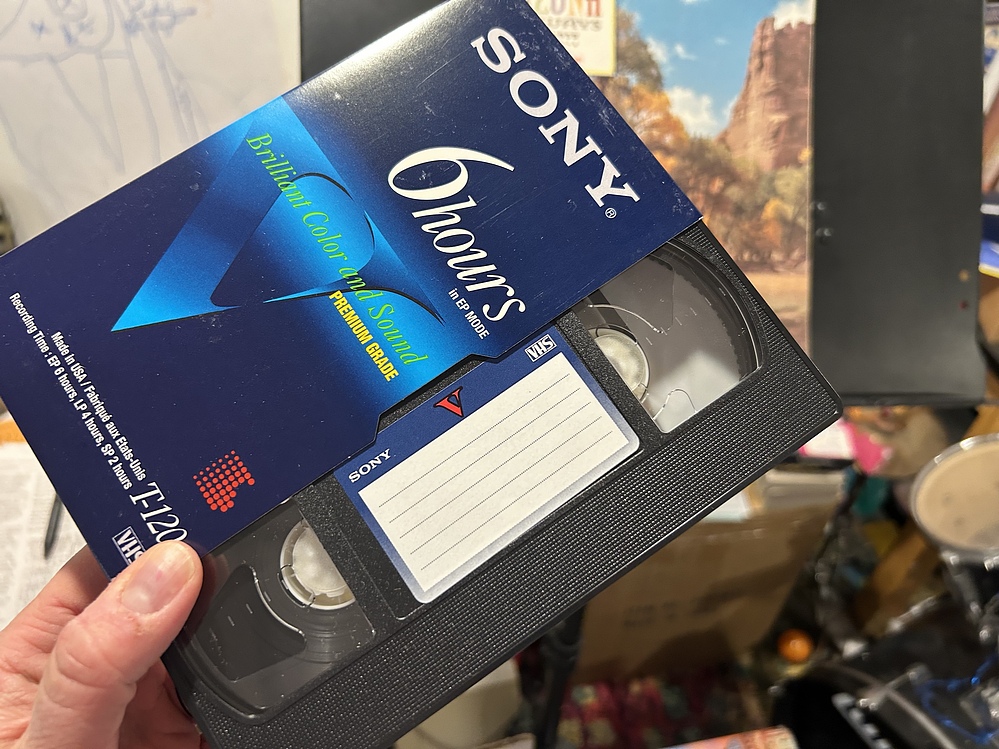 SONY®
6hours
in EP MODE
Brilliant Color and Sound
PREMIUM GRADE
Made in USA / Fabriqué aux Etats-Unis
Recording Time : EP 6 hours, LP 4 hours, SP 2 hours
T-120
VHS
VHS
V
SONY